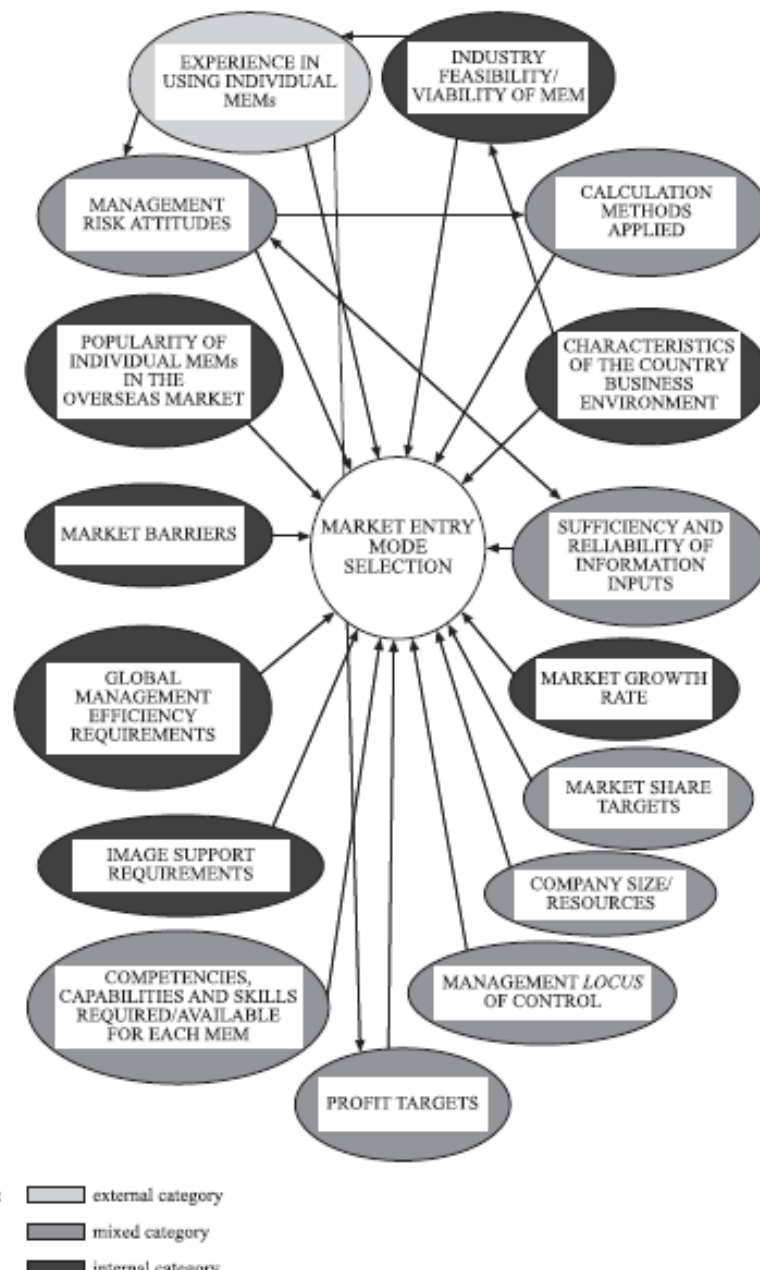 EXPERIENCE IN
USING INDIVIDUAL
MEMs
INDUSTRY
FEASIBILITY/
VIABILITY OF MEM
MANAGEMENT
RISK ATTITUDES
CALCULATION
METHODS
APPLIED
POPULARITY OF
INDIVIDUAL MEMs
IN THE
OVERSEAS MARKET
CHARACTERISTICS
OF THE COUNTRY
BUSINESS
ENVIRONMENT
MARKET BARRIERS
MARKET ENTRY
MODE
SELECTION
SUFFICIENCY AND
RELIABILITY OF
INFORMATION
INPUTS
GLOBAL
MANAGEMENT
EFFICIENCY
REQUIREMENTS
MARKET GROWTH
RATE
MARKET SHARE
TARGETS
IMAGE SUPPORT
REQUIREMENTS
COMPANY SIZE/
RESOURCES
COMPETENCIES,
CAPABILITIES AND SKILLS
REQUIRED/AVAILABLE
FOR EACH MEM
MANAGEMENT LOCUS
OF CONTROL
PROFIT TARGETS
external category
mixed category
internal category